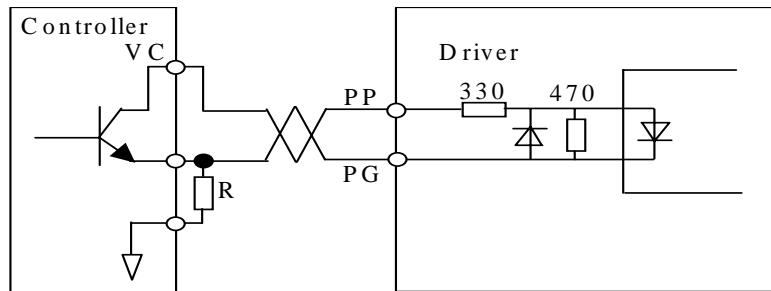 Controller
VC
Driver
330
470
PP
PG
R